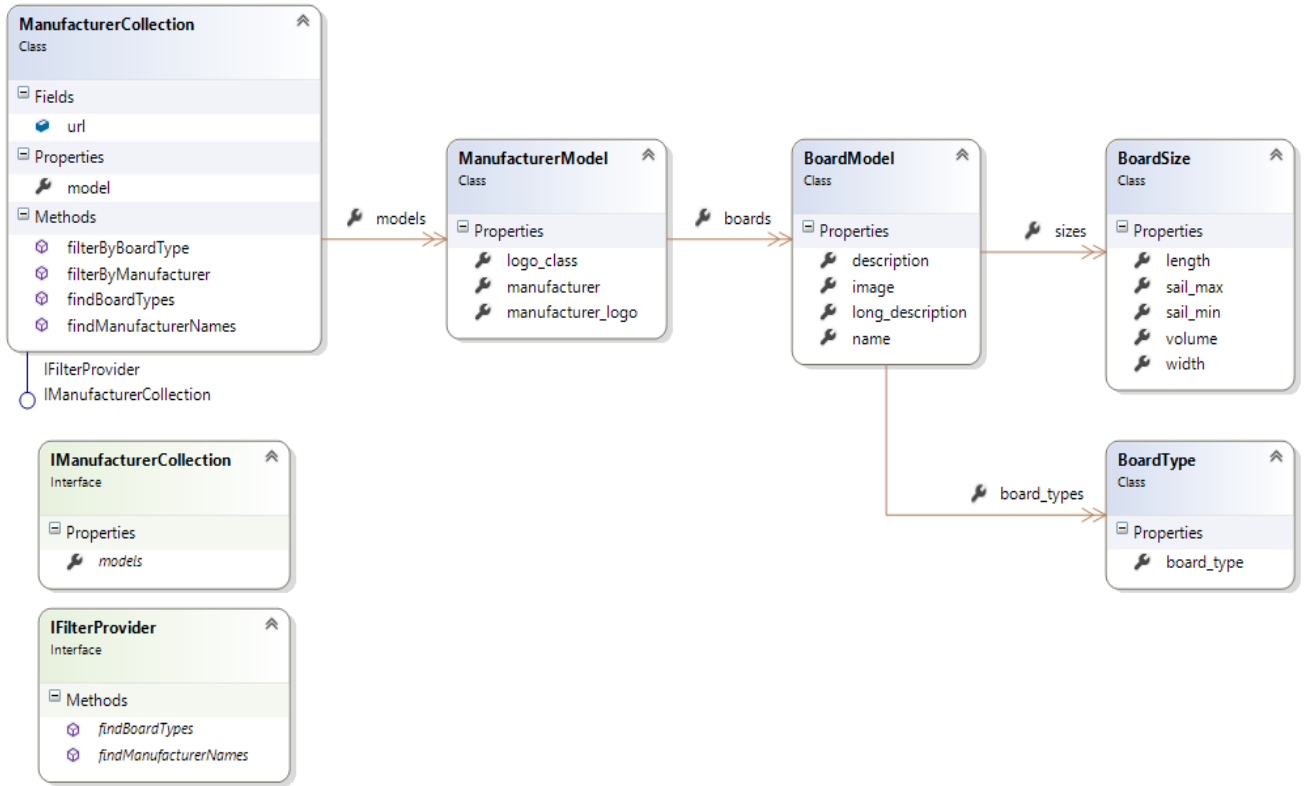 ManufacturerCollection
Class
Fields
url
Properties
model
Methods
filterByBoardType
filterByManufacturer
findBoardTypes
findManufacturerNames
IFilterProvider
IManufacturerCollection
models
ManufacturerModel
Class
Properties
logo_class
manufacturer
manufacturer_logo
boards
BoardModel
Class
Properties
description
image
long_description
name
sizes
BoardSize
Class
Properties
length
sail_max
sail_min
volume
width
board_types
BoardType
Class
Properties
board_type
IManufacturerCollection
Interface
Properties
models
IFilterProvider
Interface
Methods
findBoardTypes
findManufacturerNames